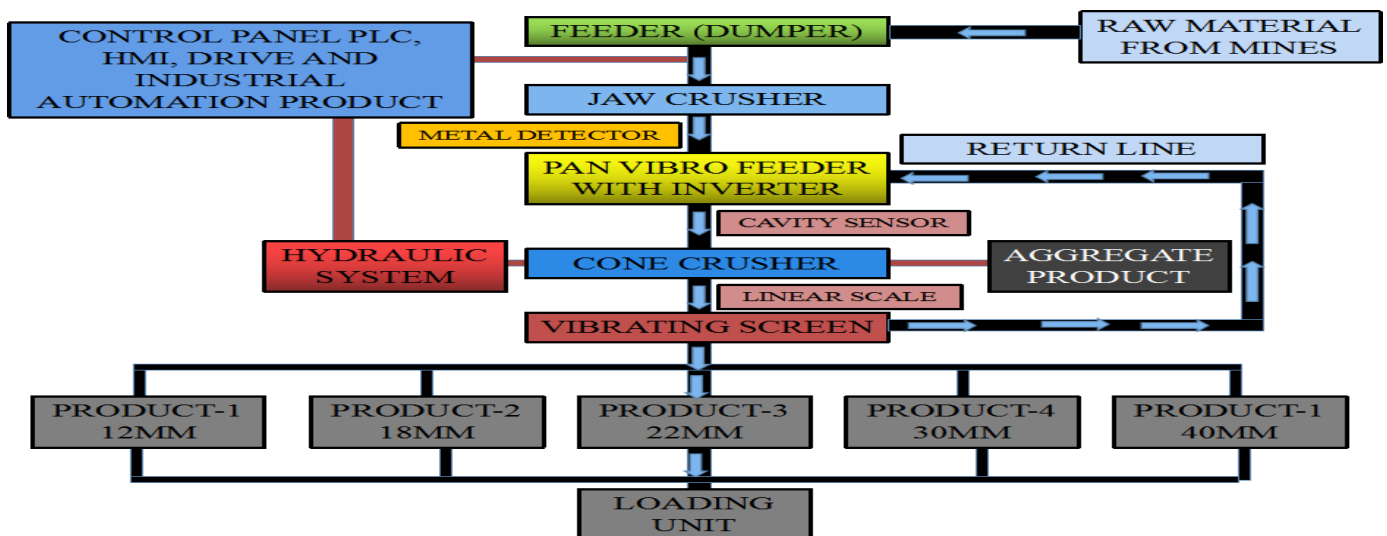 CONTROL PANEL PLC,
HMI, DRIVE AND
INDUSTRIAL
AUTOMATION PRODUCT
FEEDER (DUMPER)
RAW MATERIAL
FROM MINES
JAW CRUSHER
METAL DETECTOR
PAN VIBRO FEEDER
WITH INVERTER
RETURN LINE
CAVITY SENSOR
HYDRAULIC
SYSTEM
CONE CRUSHER
AGGREGATE
PRODUCT
LINEAR SCALE
VIBRATING SCREEN
PRODUCT-1
12MM
PRODUCT-2
18MM
PRODUCT-3
22MM
PRODUCT-4
30MM
PRODUCT-1
40MM
LOADING
UNIT